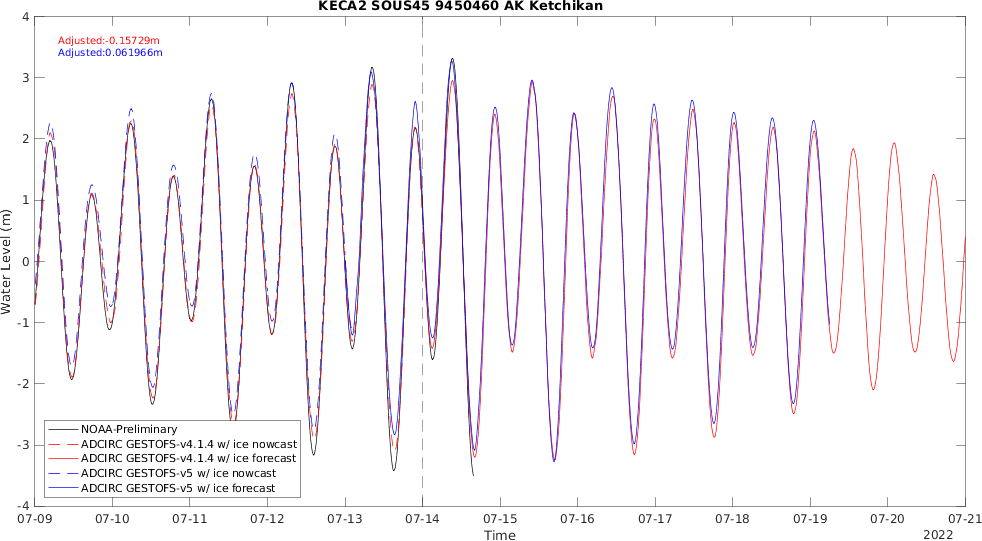 KECA2 SOUS45 9450460 AK Ketchikan
Adjusted:-0.15729m
Adjusted:0.061966m
4
3
2
1
0
-1
-2
-3
-4
Water Level (m)
NOAA-Preliminary
ADCIRC GESTOFS-v4.1.4 w/ ice nowcast
ADCIRC GESTOFS-v4.1.4 w/ ice forecast
ADCIRC GESTOFS-v5 w/ ice nowcast
ADCIRC GESTOFS-v5 w/ ice forecast
07-09 07-10 07-11 07-12 07-13 07-14 07-15 07-16 07-17 07-18 07-19 07-20 07-21
Time
2022